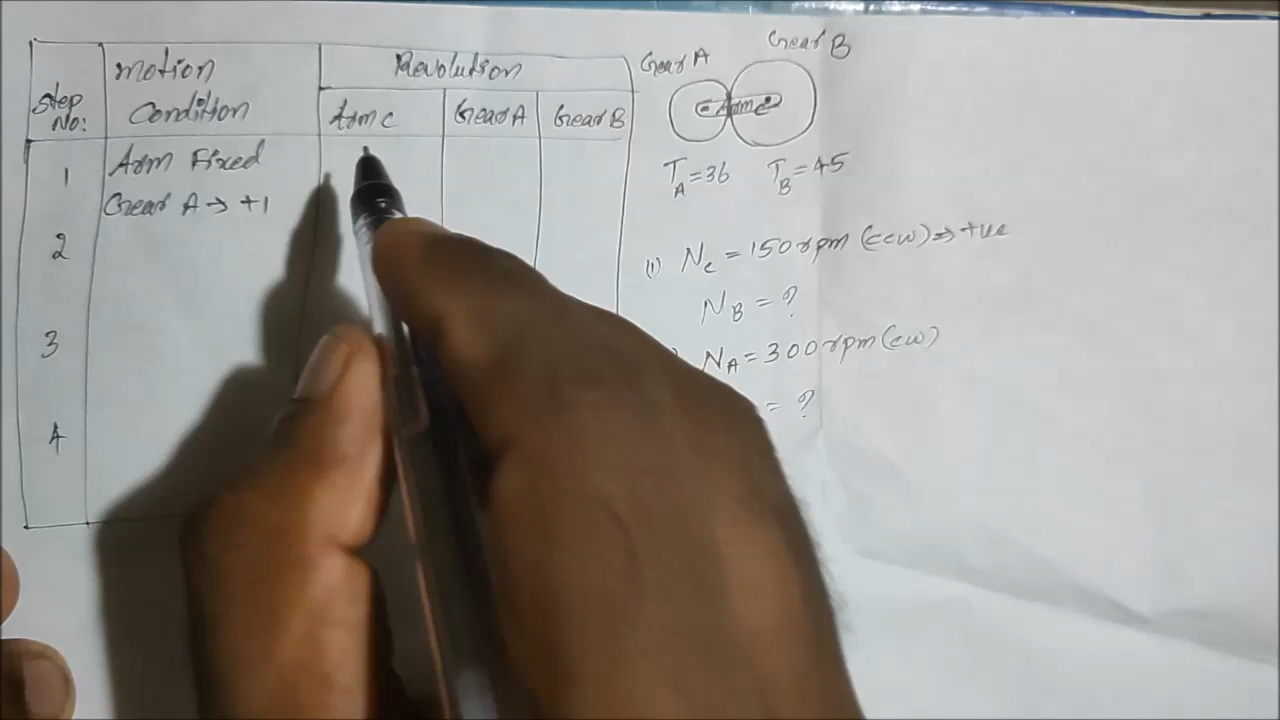 Step No:
Motion Condition
Revolution
Arm C
Gear A
Gear B
1
Arm Fixed
Gear A → +1
2
3
4
Gear A
Gear B
Arm C
T_A = 36
T_B = 45
(1) N_C = 150 rpm (ccw) ⇒ +ve
N_B = ?
N_A = 300 rpm (cw)
= ?